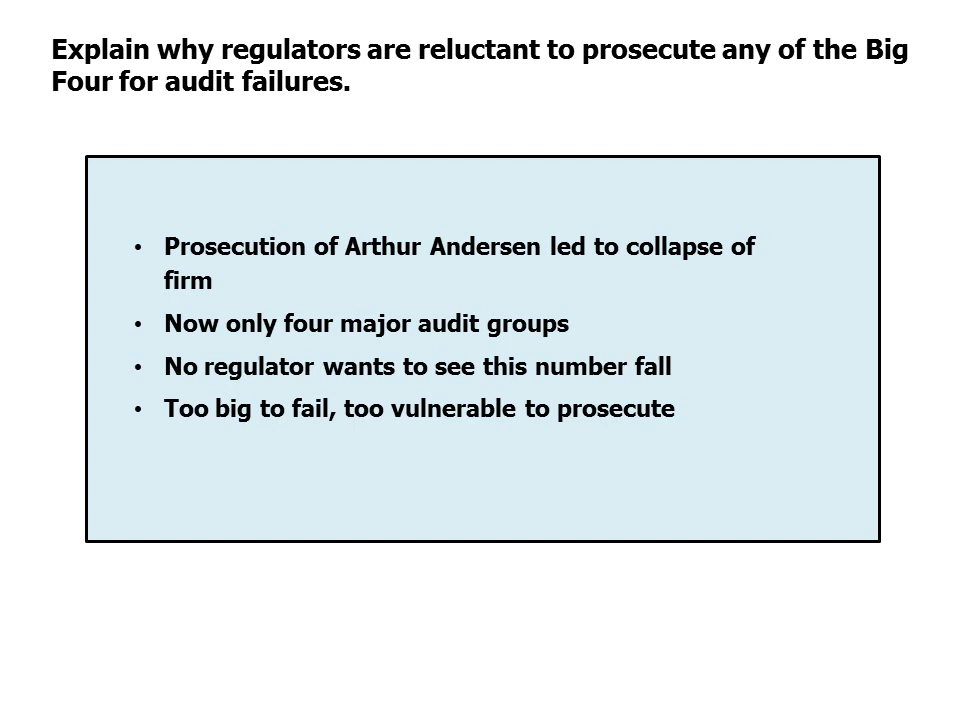 Explain why regulators are reluctant to prosecute any of the Big
Four for audit failures.
• Prosecution of Arthur Andersen led to collapse of
firm
• Now only four major audit groups
• No regulator wants to see this number fall
• Too big to fail, too vulnerable to prosecute